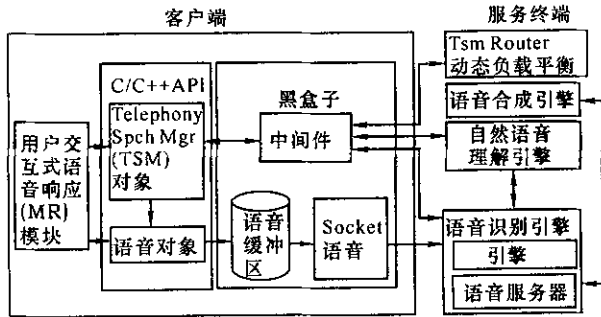 客户端
服务终端
C/C++API
Telephony
Spch Mgr
(TSM)
对象
语音对象
用户交
互式语
音响应
(MR)
模块
黑盒子
中间件
语音
缓冲
区
Socket
语音
Tsm Router
动态负载平衡
语音合成引擎
自然语音
理解引擎
语音识别引擎
引擎
语音服务器